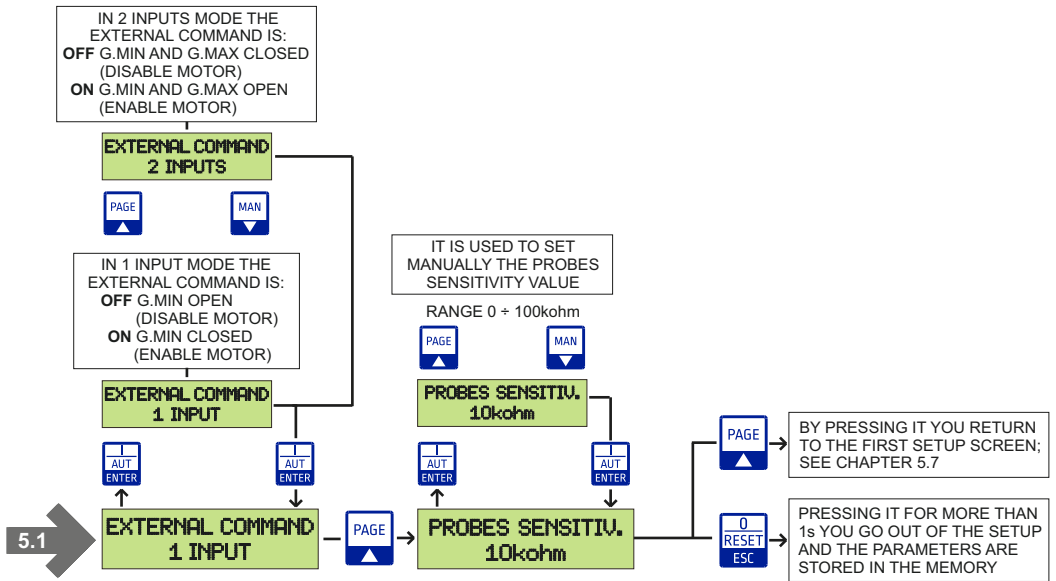 IN 2 INPUTS MODE THE
EXTERNAL COMMAND IS:
OFF G.MIN AND G.MAX CLOSED
(DISABLE MOTOR)
ON G.MIN AND G.MAX OPEN
(ENABLE MOTOR)
EXTERNAL COMMAND
2 INPUTS
PAGE
MAN
IN 1 INPUT MODE THE
EXTERNAL COMMAND IS:
OFF G.MIN OPEN
(DISABLE MOTOR)
ON G.MIN CLOSED
(ENABLE MOTOR)
EXTERNAL COMMAND
1 INPUT
IT IS USED TO SET
MANUALLY THE PROBES
SENSITIVITY VALUE
RANGE 0 ÷ 100kohm
PAGE
MAN
PROBES SENSITIV.
10kohm
I
AUT
ENTER
I
AUT
ENTER
I
AUT
ENTER
I
AUT
ENTER
5.1
EXTERNAL COMMAND
1 INPUT
PAGE
PROBES SENSITIV.
10kohm
PAGE
BY PRESSING IT YOU RETURN
TO THE FIRST SETUP SCREEN;
SEE CHAPTER 5.7
0
RESET
ESC
PRESSING IT FOR MORE THAN
1s YOU GO OUT OF THE SETUP
AND THE PARAMETERS ARE
STORED IN THE MEMORY